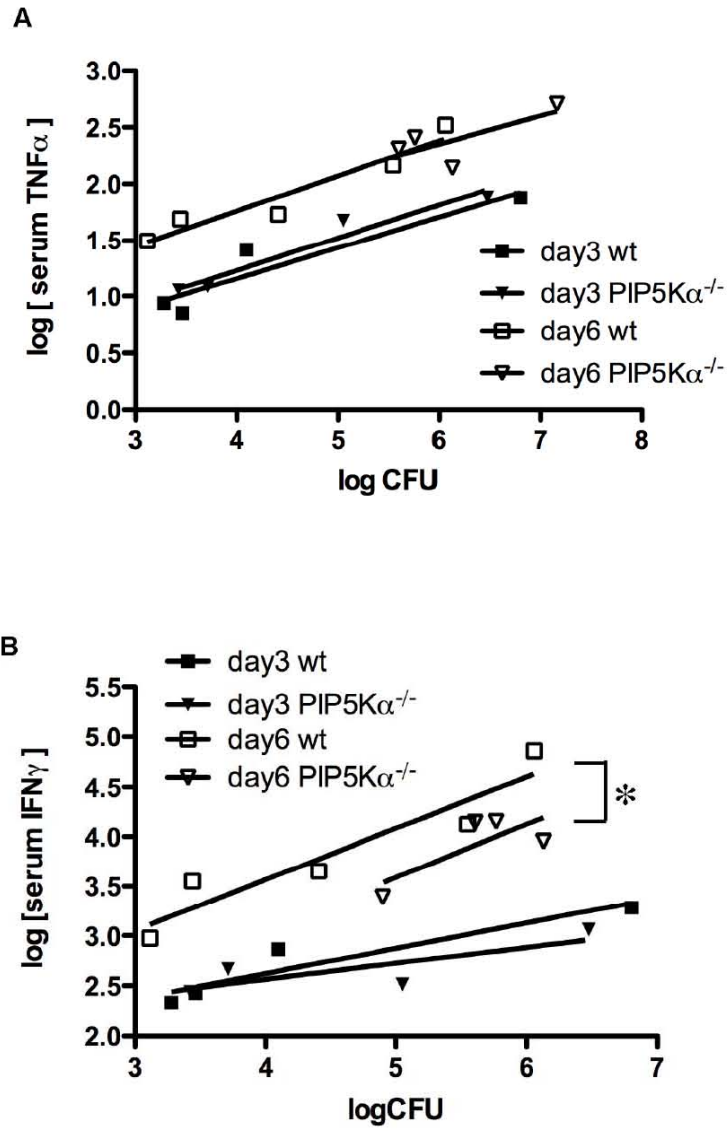 A
3.0
2.5
2.0
1.5
1.0
0.5
0.0
log [ serum TNFα ]
day3 wt
day3 PIP5Kα-/-
day6 wt
day6 PIP5Kα-/-
3 4 5 6 7 8
log CFU
B
day3 wt
day3 PIP5Kα-/-
day6 wt
day6 PIP5Kα-/-
5.5
5.0
4.5
4.0
3.5
3.0
2.5
2.0
log [serum IFNγ ]
*
3 4 5 6 7
logCFU